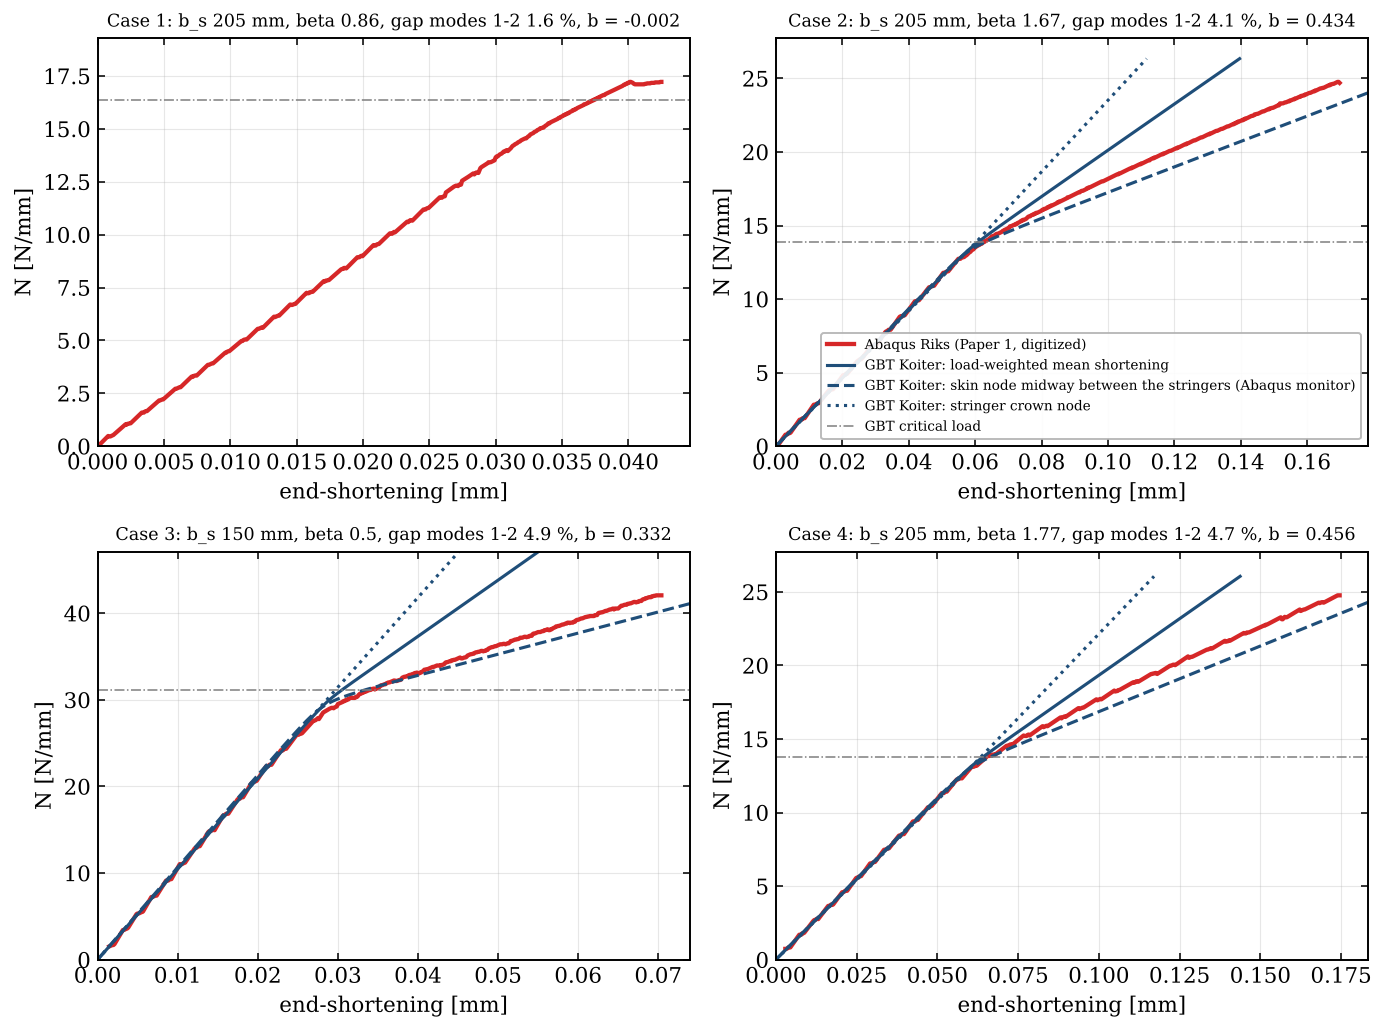 Case 1: b_s 205 mm, beta 0.86, gap modes 1-2 1.6 %, b = -0.002
N [N/mm]
17.5
15.0
12.5
10.0
7.5
5.0
2.5
0.0
0.000 0.005 0.010 0.015 0.020 0.025 0.030 0.035 0.040
end-shortening [mm]
Case 2: b_s 205 mm, beta 1.67, gap modes 1-2 4.1 %, b = 0.434
N [N/mm]
25
20
15
10
5
0
Abaqus Riks (Paper 1, digitized)
GBT Koiter: load-weighted mean shortening
GBT Koiter: skin node midway between the stringers (Abaqus monitor)
GBT Koiter: stringer crown node
GBT critical load
0.00 0.02 0.04 0.06 0.08 0.10 0.12 0.14 0.16
end-shortening [mm]
Case 3: b_s 150 mm, beta 0.5, gap modes 1-2 4.9 %, b = 0.332
N [N/mm]
40
30
20
10
0
0.00 0.01 0.02 0.03 0.04 0.05 0.06 0.07
end-shortening [mm]
Case 4: b_s 205 mm, beta 1.77, gap modes 1-2 4.7 %, b = 0.456
N [N/mm]
25
20
15
10
5
0
0.000 0.025 0.050 0.075 0.100 0.125 0.150 0.175
end-shortening [mm]